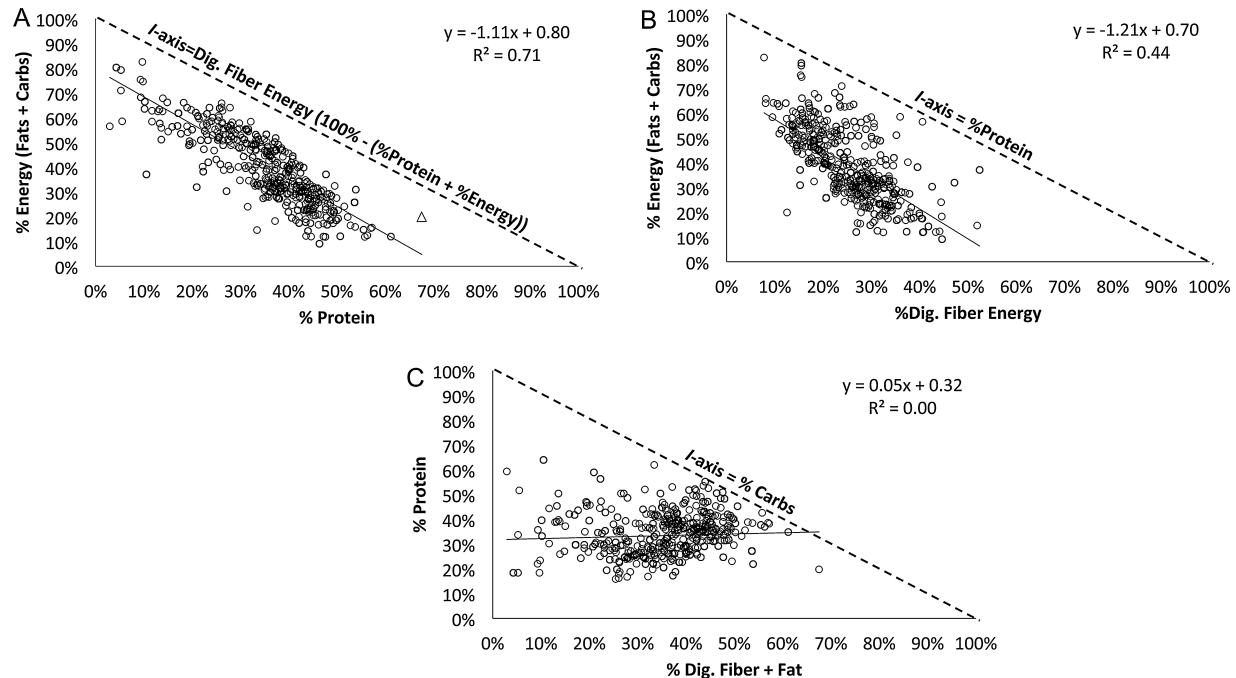 A
y = -1.11x + 0.80
R² = 0.71
I-axis=Dig. Fiber Energy (100% - (%Protein + %Energy))
% Energy (Fats + Carbs)
100%
90%
80%
70%
60%
50%
40%
30%
20%
10%
0%
0% 10% 20% 30% 40% 50% 60% 70% 80% 90% 100%
% Protein
B
y = -1.21x + 0.70
R² = 0.44
I-axis = %Protein
% Energy (Fats + Carbs)
100%
90%
80%
70%
60%
50%
40%
30%
20%
10%
0%
0% 10% 20% 30% 40% 50% 60% 70% 80% 90% 100%
%Dig. Fiber Energy
C
y = 0.05x + 0.32
R² = 0.00
I-axis = % Carbs
% Protein
100%
90%
80%
70%
60%
50%
40%
30%
20%
10%
0%
0% 10% 20% 30% 40% 50% 60% 70% 80% 90% 100%
% Dig. Fiber + Fat